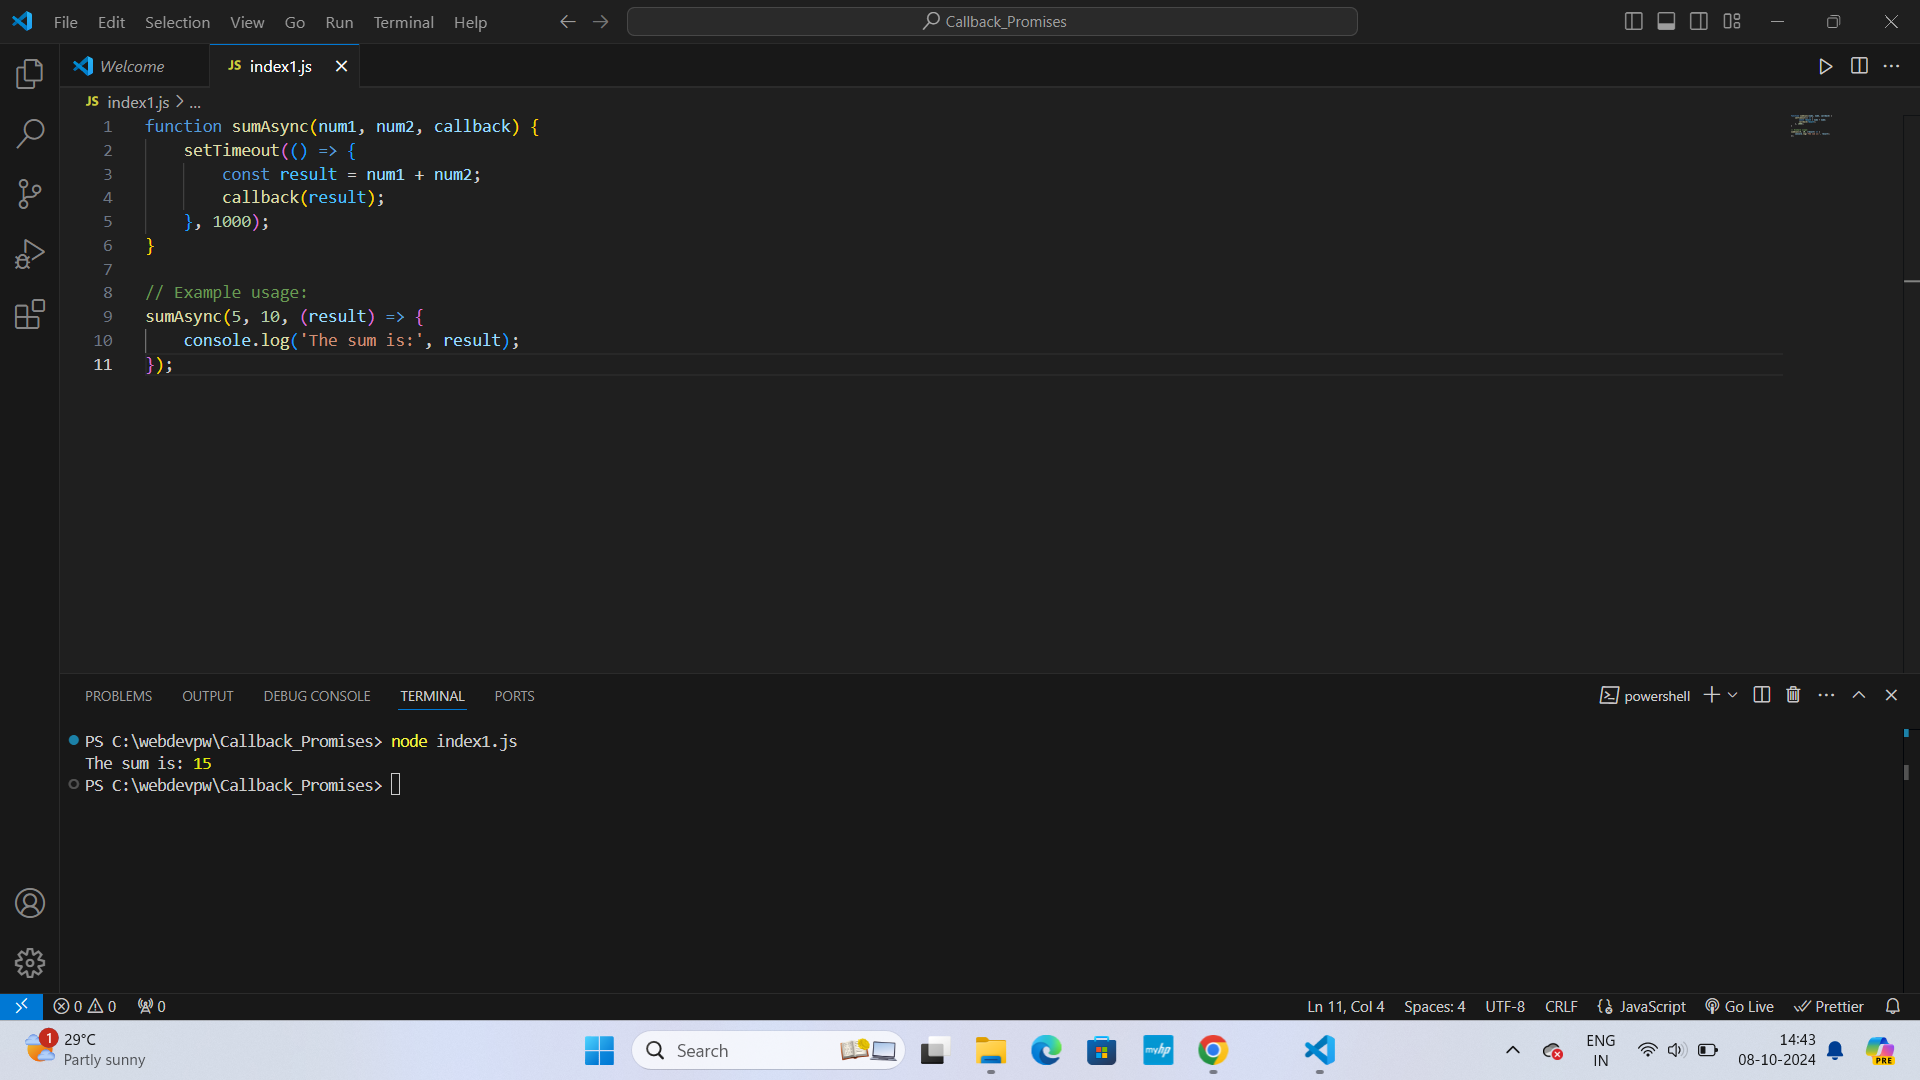 File Edit Selection View Go Run Terminal Help
Callback_Promises
Welcome
JS index1.js
JS index1.js > ...
1 function sumAsync(num1, num2, callback) {
2     setTimeout(() => {
3         const result = num1 + num2;
4         callback(result);
5     }, 1000);
6 }
7
8 // Example usage:
9 sumAsync(5, 10, (result) => {
10     console.log('The sum is:', result);
11 });
PROBLEMS OUTPUT DEBUG CONSOLE TERMINAL PORTS
powershell
PS C:\webdevpw\Callback_Promises> node index1.js
The sum is: 15
PS C:\webdevpw\Callback_Promises>
0 0 0
Ln 11, Col 4 Spaces: 4 UTF-8 CRLF {} JavaScript Go Live Prettier
1 29°C
Partly sunny
Search
myhp
ENG
IN
14:43
08-10-2024
PRE